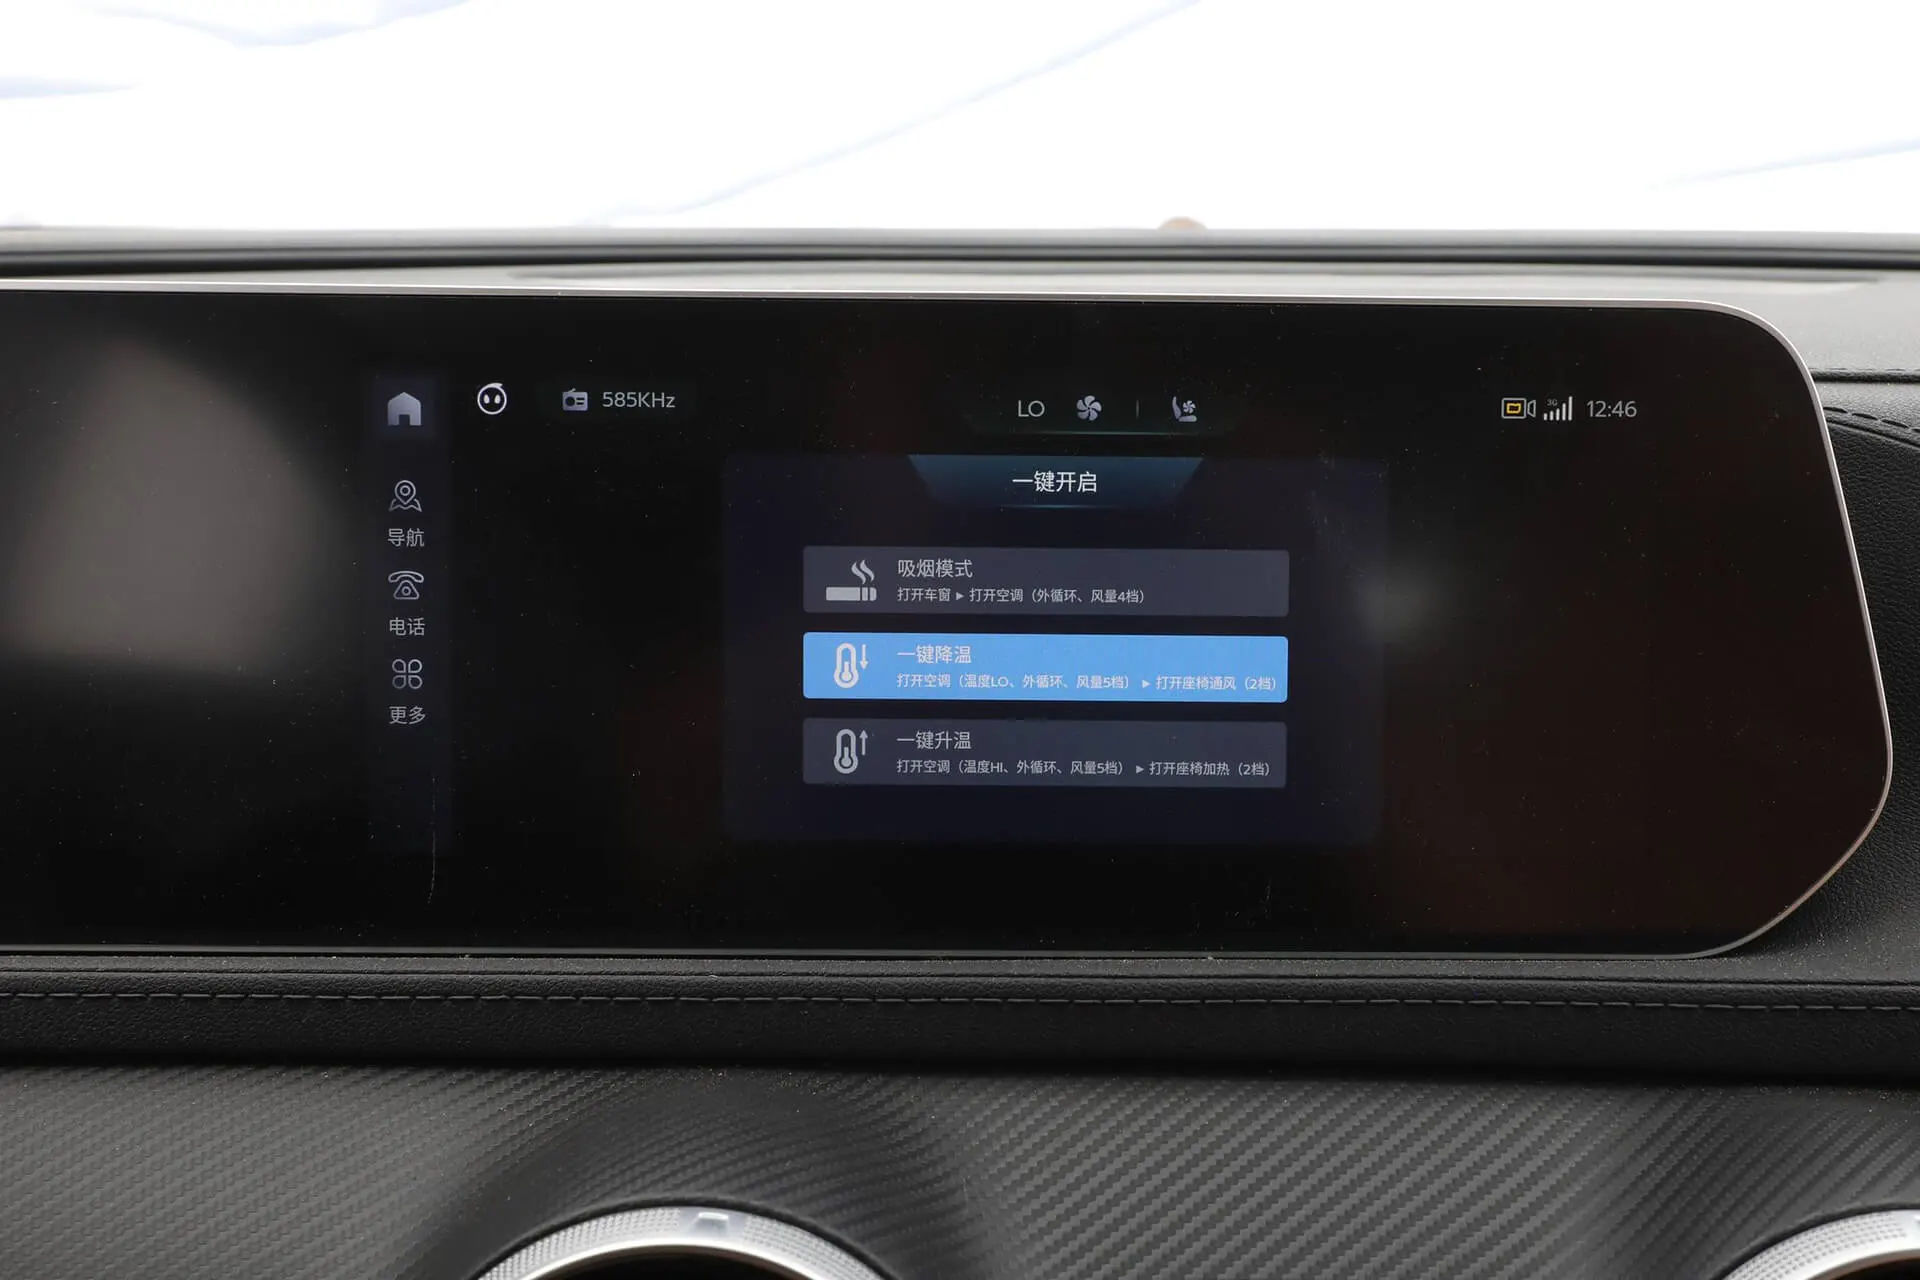 585KHz
LO
3G
12:46
导航
电话
更多
一键开启
吸烟模式
打开车窗 ▶ 打开空调（外循环、风量4档）
一键降温
打开空调（温度LO、外循环、风量5档） ▶ 打开座椅通风（2档）
一键升温
打开空调（温度HI、外循环、风量5档） ▶ 打开座椅加热（2档）